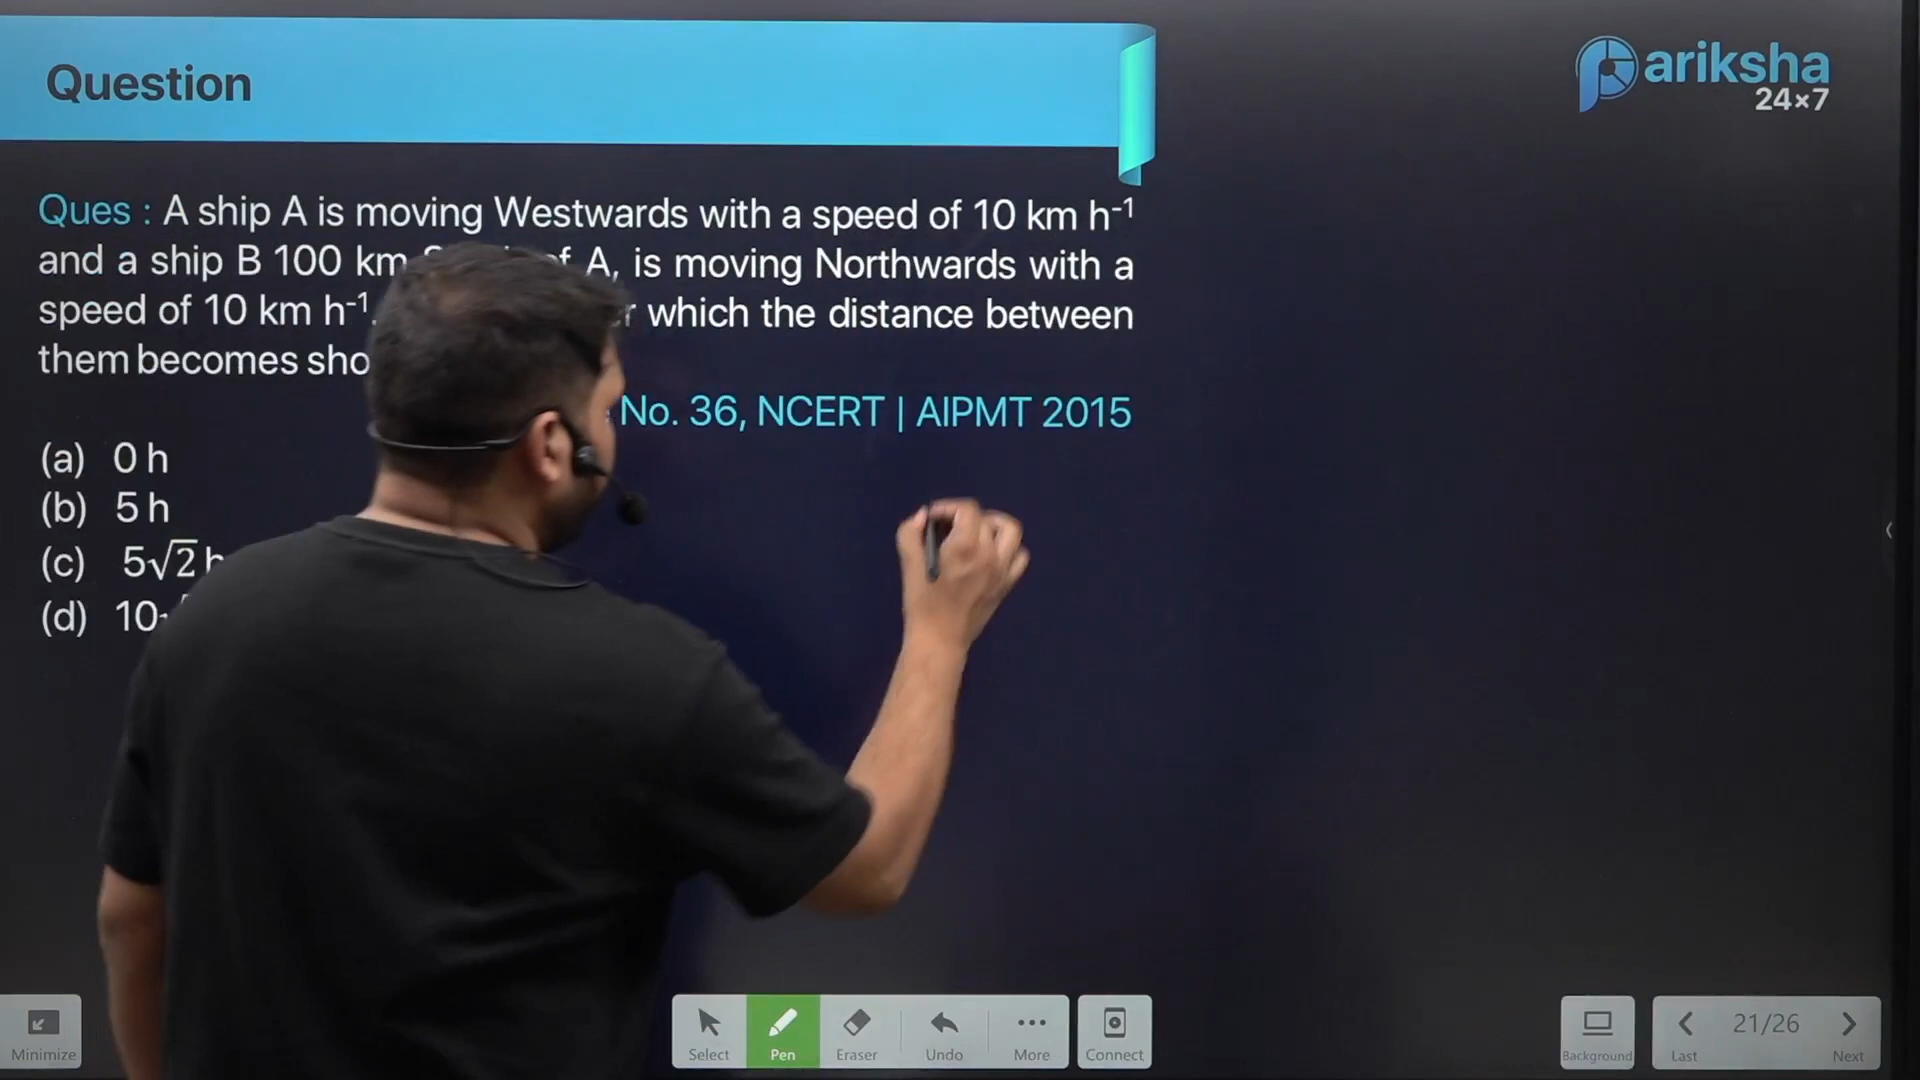 Question
ariksha
24×7
Ques : A ship A is moving Westwards with a speed of 10 km h⁻¹
and a ship B 100 km A, is moving Northwards with a
speed of 10 km h⁻¹. which the distance between
them becomes
No. 36, NCERT | AIPMT 2015
(a) 0 h
(b) 5 h
(c) 5√2 h
(d) 10
Minimize
Select
Pen
Eraser
Undo
More
Connect
Background
Last
21/26
Next